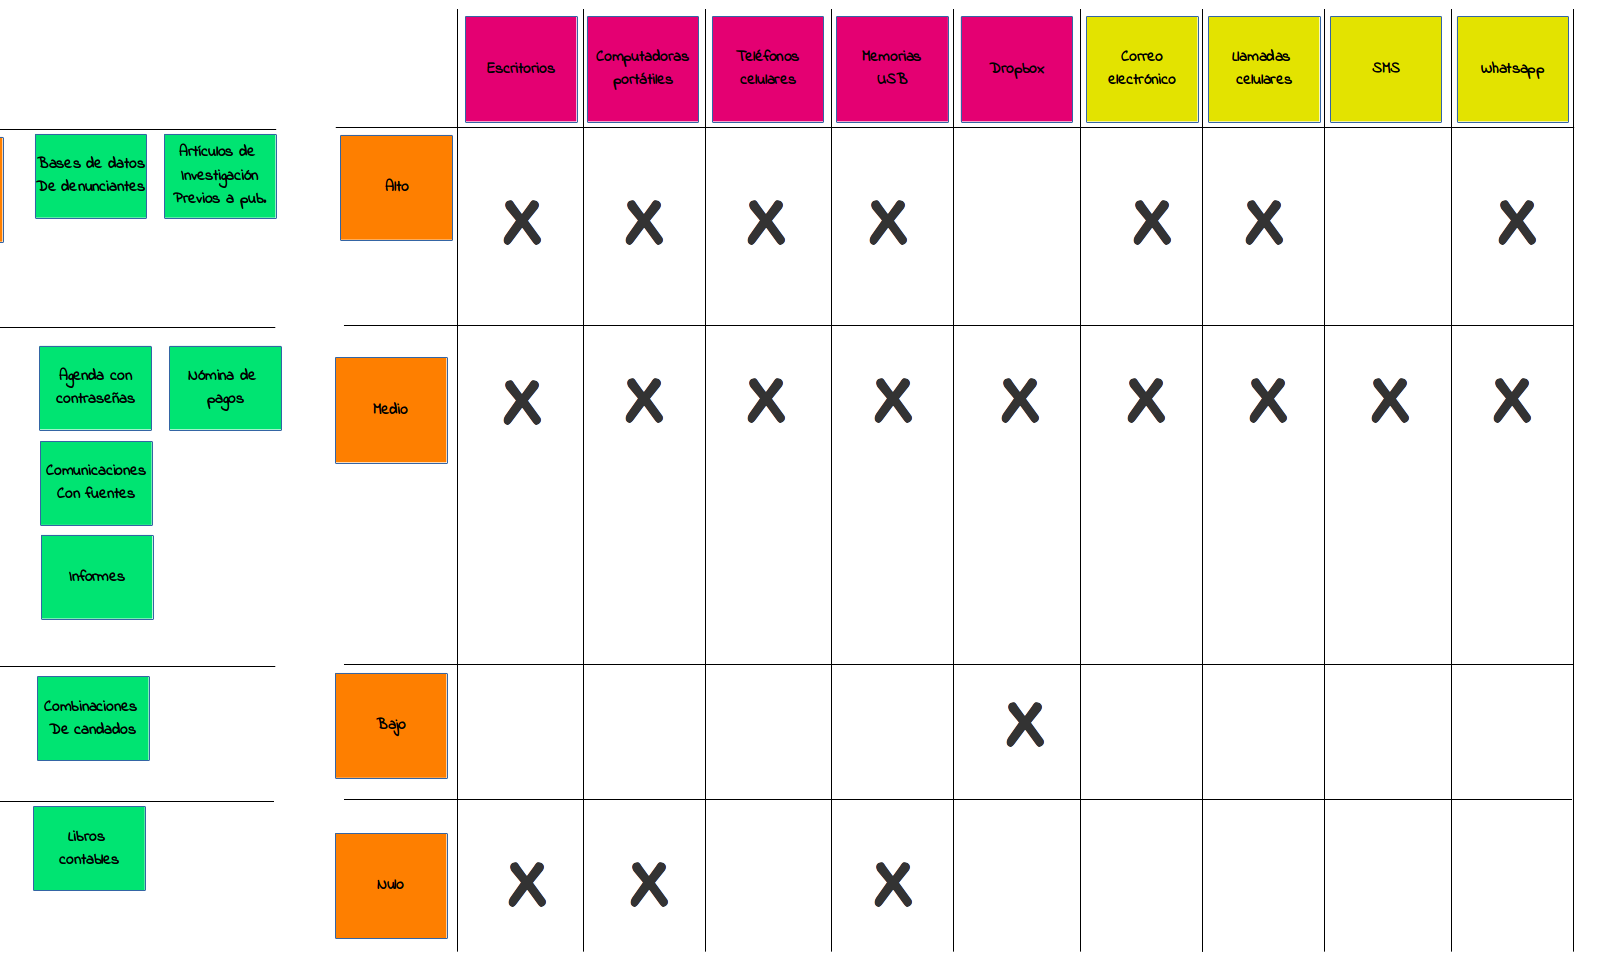 Escritorios
Computadoras
portátiles
Teléfonos
celulares
Memorias
USB
Dropbox
Correo
electrónico
Llamadas
celulares
SMS
Whatsapp
Bases de datos
De denunciantes
Artículos de
Investigación
Previos a pub.
Alto
X X X X X X X
Agenda con
contraseñas
Nómina de
pagos
Medio
X X X X X X X X X
Comunicaciones
Con fuentes
Informes
Combinaciones
De candados
Bajo
X
Libros
contables
Nulo
X X X